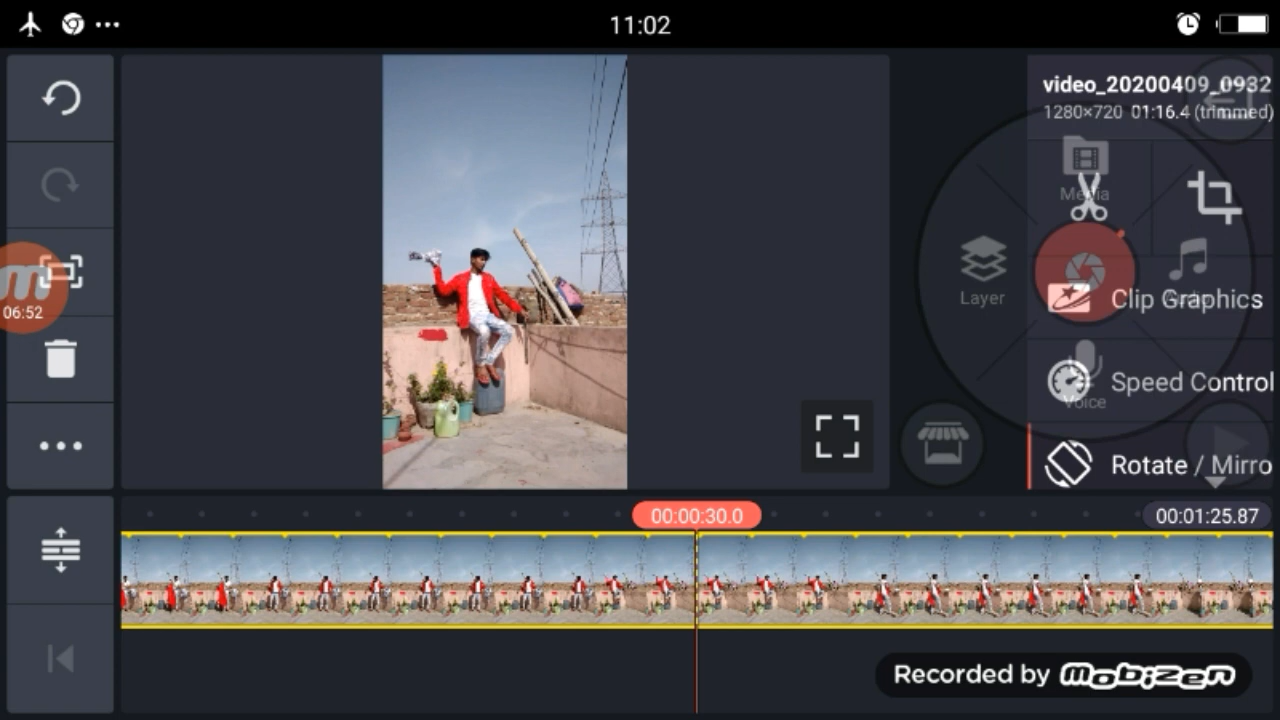 11:02
video_20200409_0932
1280×720 01:16.4 (trimmed)
Media
Layer
Clip Graphics
Speed Control
Voice
Rotate / Mirro
06:52
00:00:30.0
00:01:25.87
Recorded by mobizen